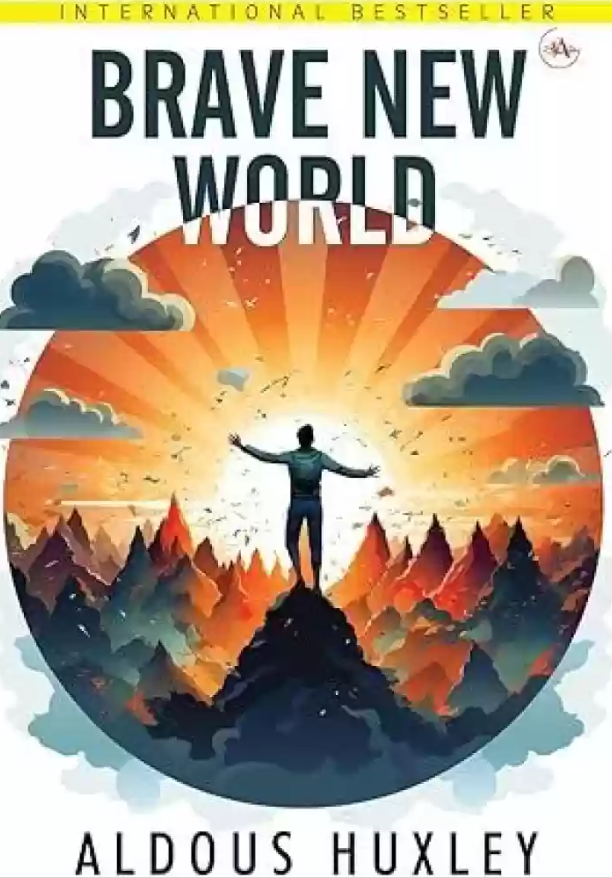 INTERNATIONAL BESTSELLER
BRAVE NEW
WORLD
ALDOUS HUXLEY